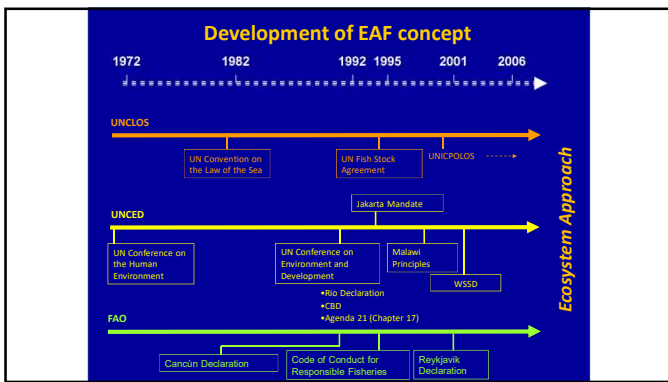 Development of EAF concept
1972 1982 1992 1995 2001 2006
UNCLOS
UN Convention on
the Law of the Sea
UN Fish Stock
Agreement
UNICPOLOS
Jakarta Mandate
UNCED
UN Conference on
the Human
Environment
UN Conference on
Environment and
Development
Malawi
Principles
WSSD
•Rio Declaration
•CBD
•Agenda 21 (Chapter 17)
FAO
Cancùn Declaration
Code of Conduct for
Responsible Fisheries
Reykjavik
Declaration
Ecosystem Approach